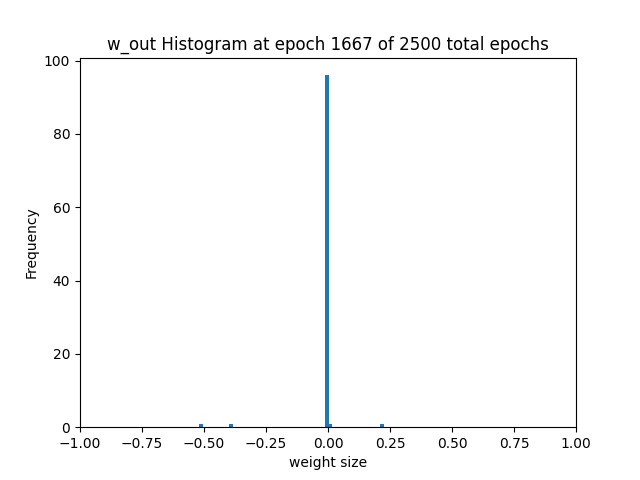 w_out Histogram at epoch 1667 of 2500 total epochs
100
80
60
40
20
0
Frequency
−1.00 −0.75 −0.50 −0.25 0.00 0.25 0.50 0.75 1.00
weight size